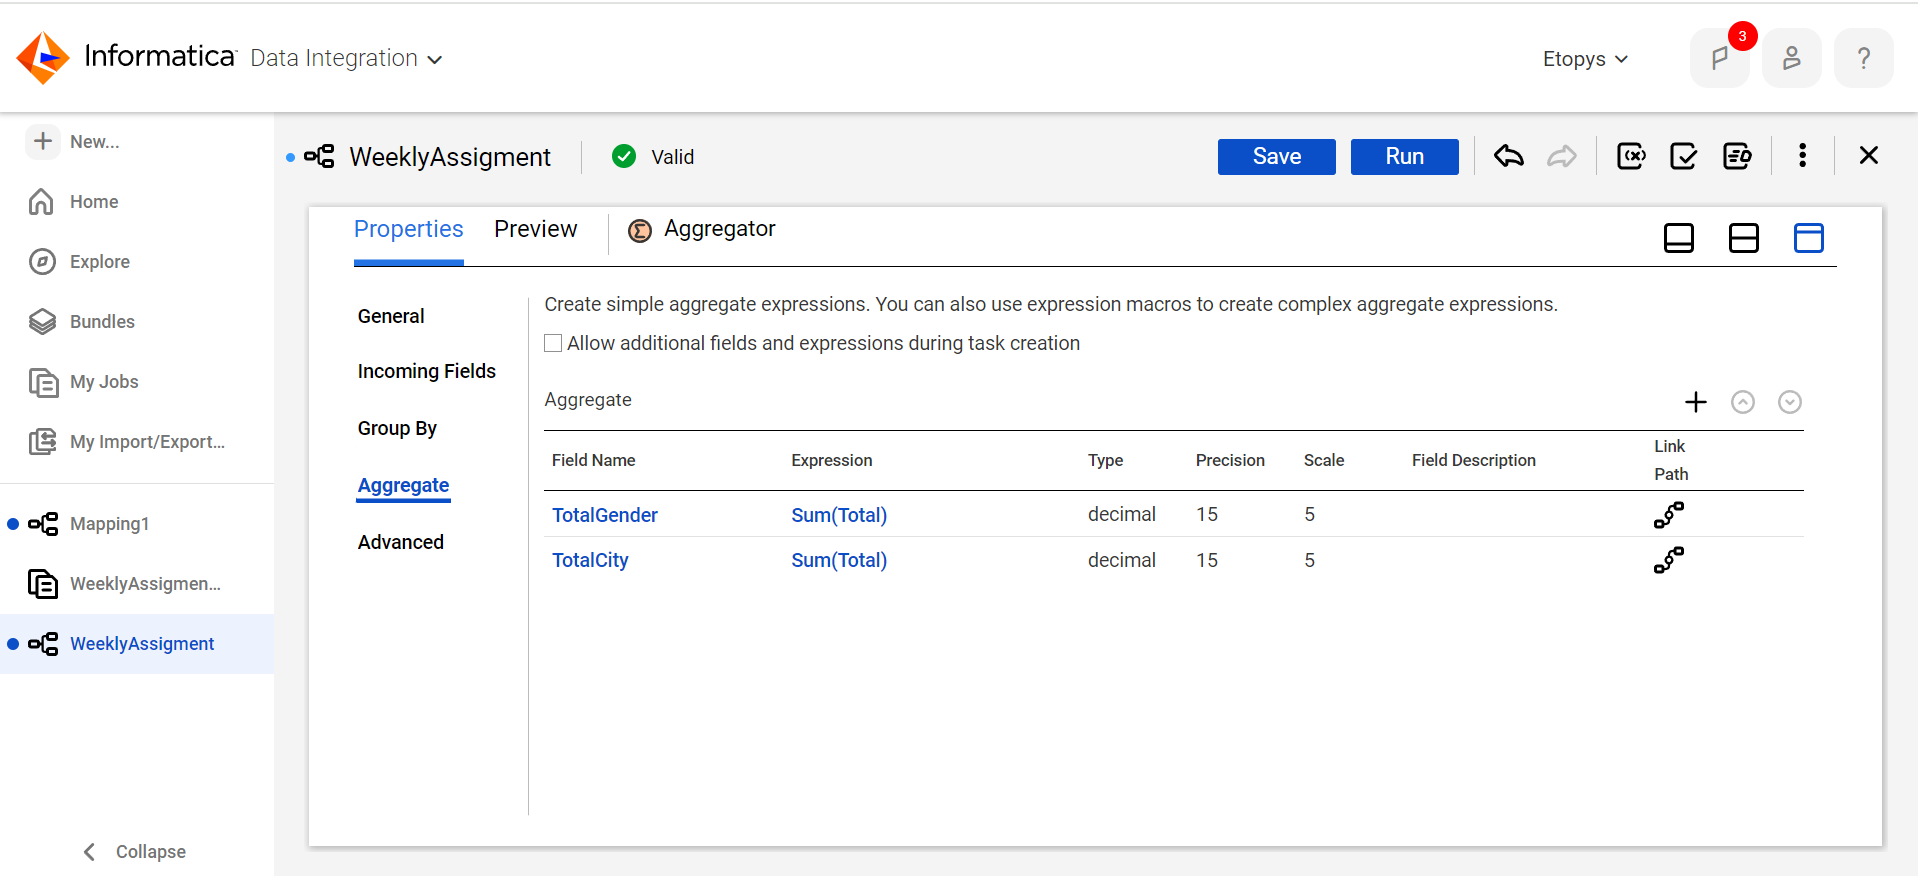 Informatica Data Integration
Etopys
3
?
New...
Home
Explore
Bundles
My Jobs
My Import/Export...
Mapping1
WeeklyAssigmen...
WeeklyAssigment
Collapse
WeeklyAssigment
Valid
Save
Run
Properties
Preview
Aggregator
General
Incoming Fields
Group By
Aggregate
Advanced
Create simple aggregate expressions. You can also use expression macros to create complex aggregate expressions.
Allow additional fields and expressions during task creation
Aggregate
Field Name Expression Type Precision Scale Field Description Link Path
TotalGender Sum(Total) decimal 15 5
TotalCity Sum(Total) decimal 15 5